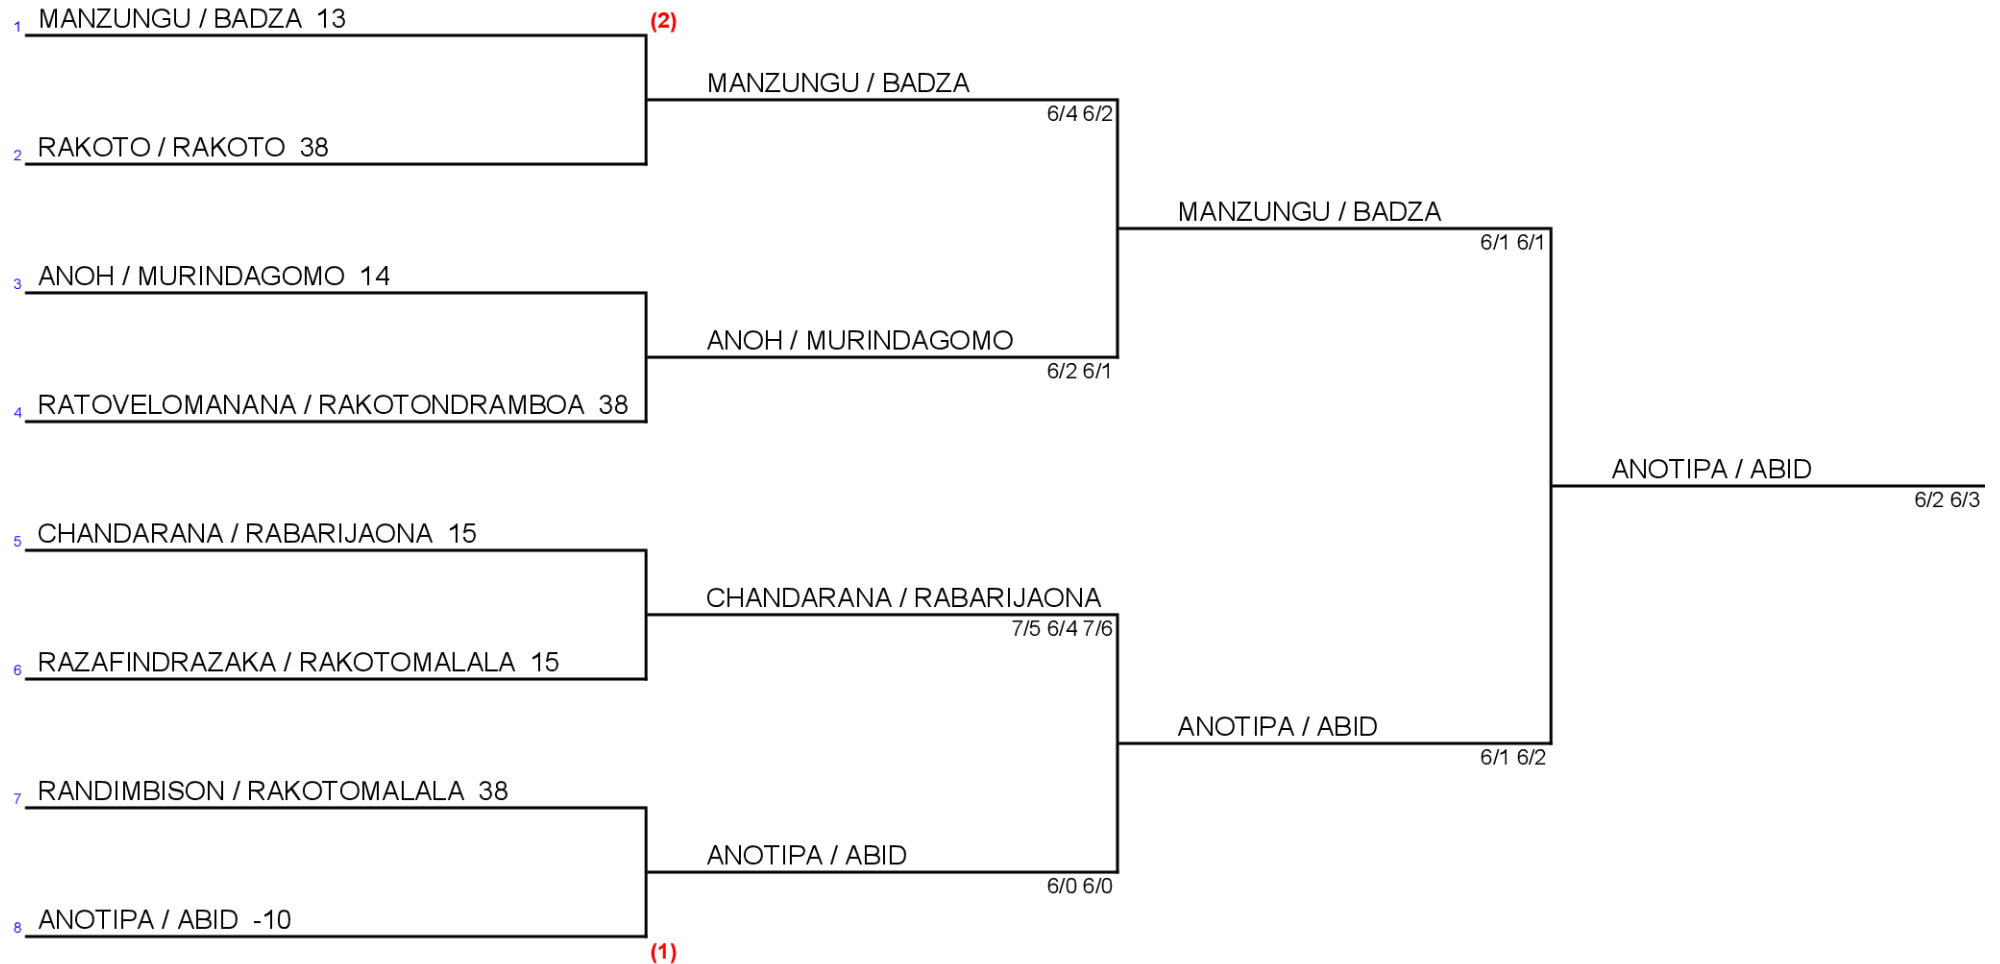 1 MANZUNGU / BADZA 13
(2)
MANZUNGU / BADZA
6/4 6/2
2 RAKOTO / RAKOTO 38
MANZUNGU / BADZA
6/1 6/1
3 ANOH / MURINDAGOMO 14
ANOH / MURINDAGOMO
6/2 6/1
4 RATOVELOMANANA / RAKOTONDRAMBOA 38
ANOTIPA / ABID
6/2 6/3
5 CHANDARANA / RABARIJAONA 15
CHANDARANA / RABARIJAONA
7/5 6/4 7/6
6 RAZAFINDRAZAKA / RAKOTOMALALA 15
ANOTIPA / ABID
6/1 6/2
7 RANDIMBISON / RAKOTOMALALA 38
ANOTIPA / ABID
6/0 6/0
8 ANOTIPA / ABID -10
(1)